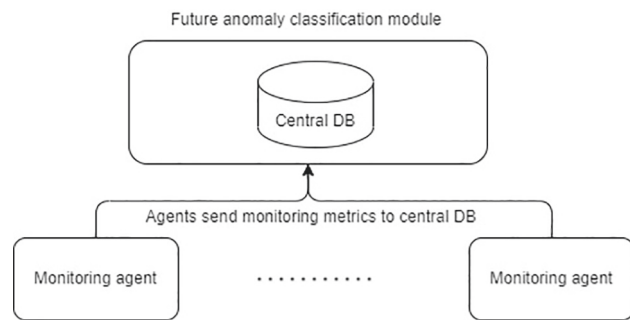 Future anomaly classification module
Central DB
Agents send monitoring metrics to central DB
Monitoring agent
Monitoring agent